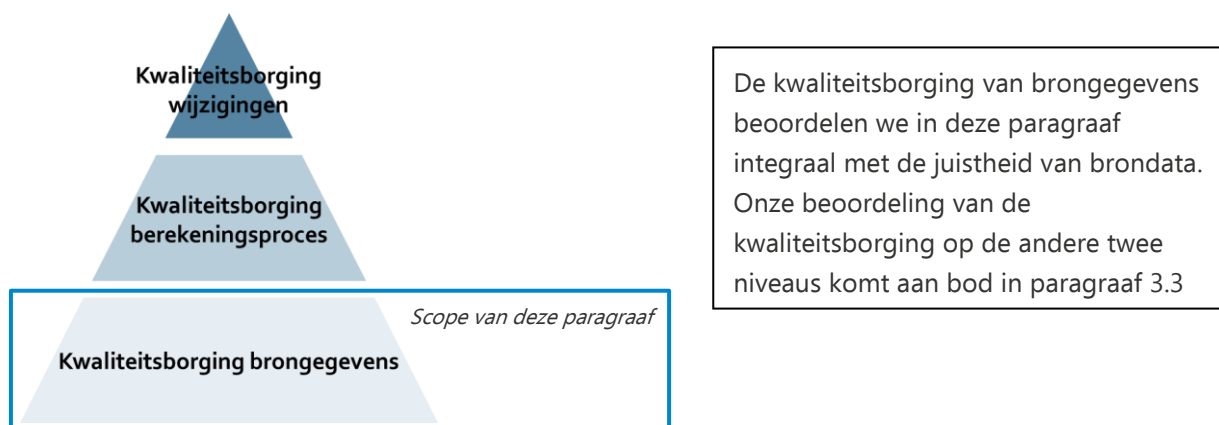 Kwaliteitsborging
wijzigingen
Kwaliteitsborging
berekeningsproces
Scope van deze paragraaf
Kwaliteitsborging brongegevens
De kwaliteitsborging van brongegevens
beoordelen we in deze paragraaf
integraal met de juistheid van brondata.
Onze beoordeling van de
kwaliteitsborging op de andere twee
niveaus komt aan bod in paragraaf 3.3